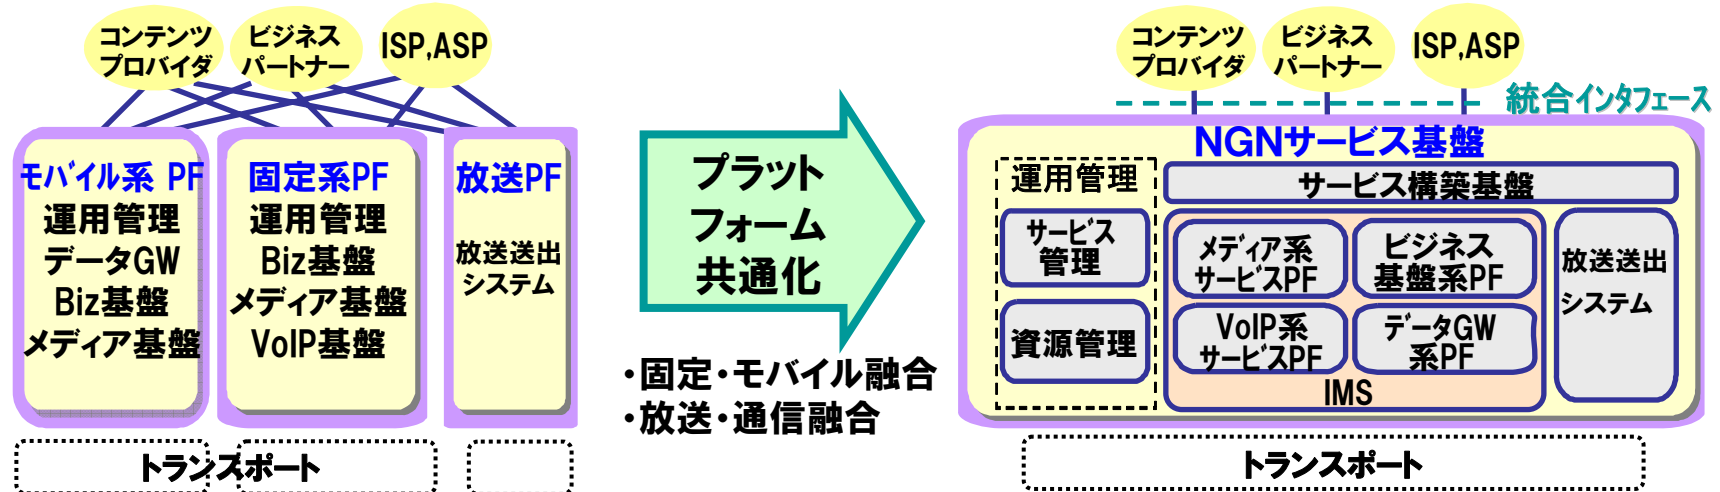 コンテンツ
プロバイダ
ビジネス
パートナー
ISP,ASP
モバイル系 PF
運用管理
データGW
Biz基盤
メディア基盤
固定系PF
運用管理
Biz基盤
メディア基盤
VoIP基盤
放送PF
放送送出
システム
トランスポート
プラット
フォーム
共通化
・固定・モバイル融合
・放送・通信融合
コンテンツ
プロバイダ
ビジネス
パートナー
ISP,ASP
統合インタフェース
NGNサービス基盤
運用管理
サービス
管理
資源管理
サービス構築基盤
メディア系
サービスPF
ビジネス
基盤系PF
VoIP系
サービスPF
データGW
系PF
IMS
放送送出
システム
トランスポート